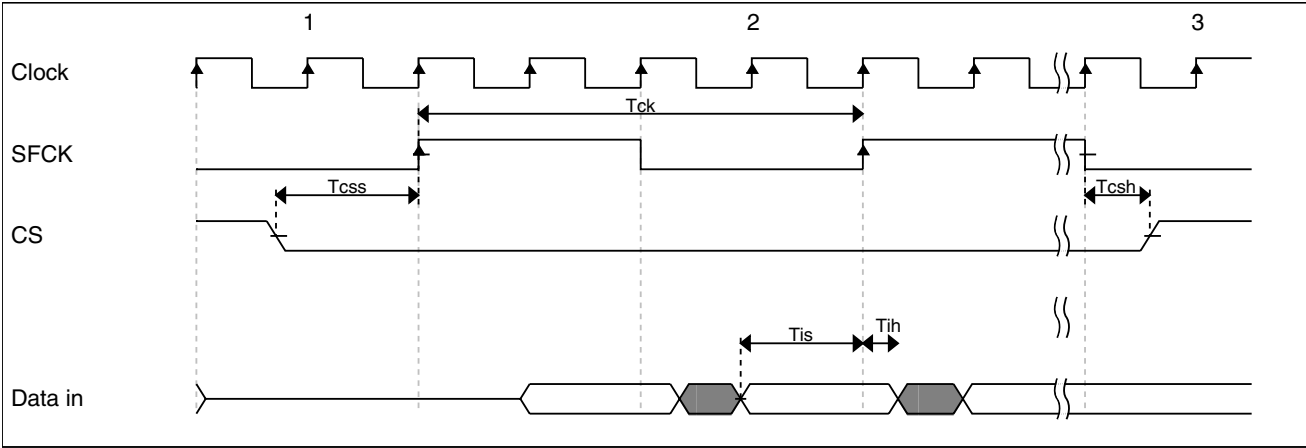 1 2 3
Clock
Tck
SFCK
Tcss Tcsh
CS
Tis Tih
Data in